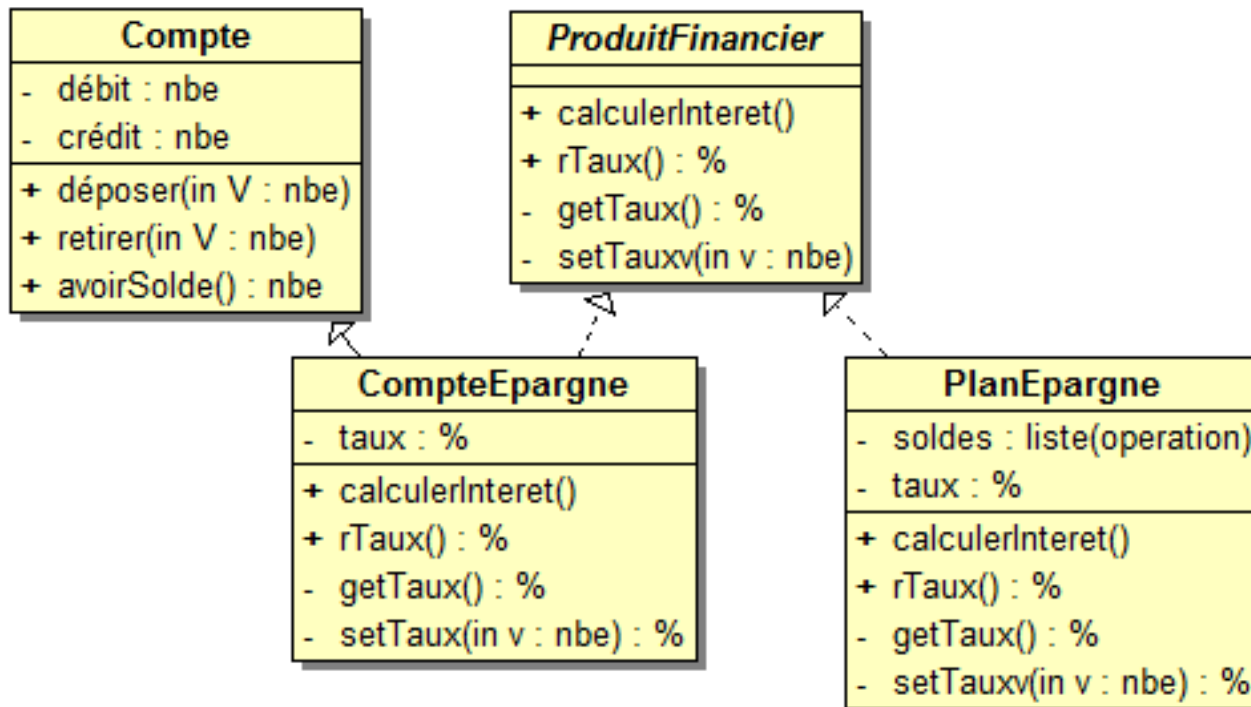 Compte
- débit : nbe
- crédit : nbe
+ déposer(in V : nbe)
+ retirer(in V : nbe)
+ avoirSolde() : nbe
ProduitFinancier
+ calculerInteret()
+ rTaux() : %
- getTaux() : %
- setTauxv(in v : nbe)
CompteEpargne
- taux : %
+ calculerInteret()
+ rTaux() : %
- getTaux() : %
- setTaux(in v : nbe) : %
PlanEpargne
- soldes : liste(operation)
- taux : %
+ calculerInteret()
+ rTaux() : %
- getTaux() : %
- setTauxv(in v : nbe) : %